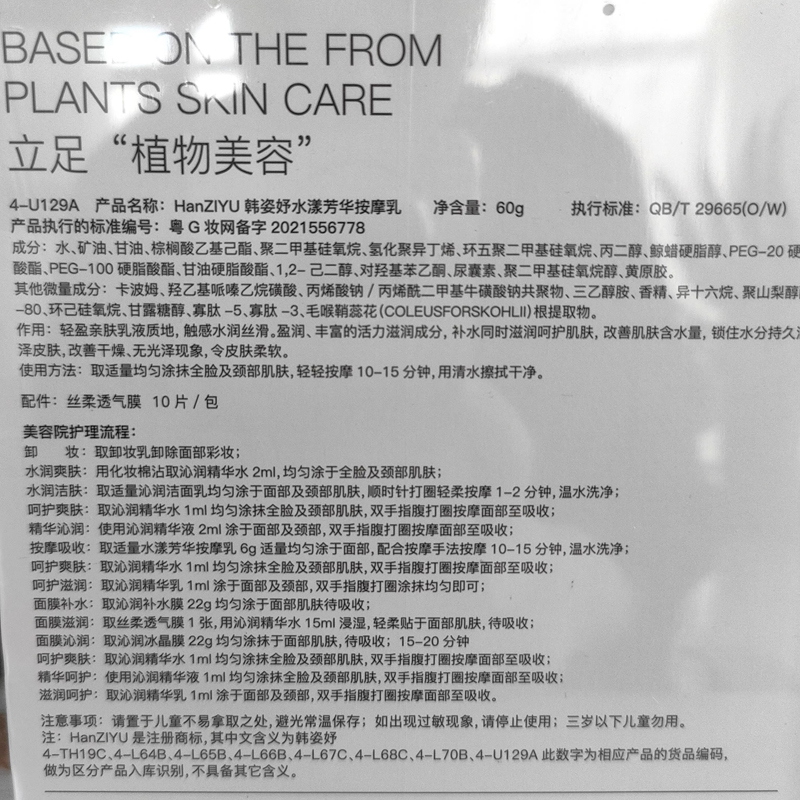 BASED ON THE FROM
PLANTS SKIN CARE
立足“植物美容”
4-U129A 产品名称：HanZIYU 韩姿妤水漾芳华按摩乳 净含量：60g 执行标准：QB/T 29665(O/W)
产品执行的标准编号：粤 G 妆网备字 2021556778
成分：水、矿油、甘油、棕榈酸乙基己酯、聚二甲基硅氧烷、氢化聚异丁烯、环五聚二甲基硅氧烷、丙二醇、鲸蜡硬脂醇、PEG-20 硬
酸酯、PEG-100 硬脂酸酯、甘油硬脂酸酯、1,2- 己二醇、对羟基苯乙酮、尿囊素、聚二甲基硅氧烷醇、黄原胶。
其他微量成分：卡波姆、羟乙基哌嗪乙烷磺酸、丙烯酸钠 / 丙烯酰二甲基牛磺酸钠共聚物、三乙醇胺、香精、异十六烷、聚山梨醇酯
-80、环己硅氧烷、甘露糖醇、寡肽 -5、寡肽 -3、毛喉鞘蕊花(COLEUSFORSKOHLII)根提取物。
作用：轻盈亲肤乳液质地，触感水润丝滑。盈润、丰富的活力滋润成分，补水同时滋润呵护肌肤，改善肌肤含水量，锁住水分持久润
泽皮肤，改善干燥、无光泽现象，令皮肤柔软。
使用方法：取适量均匀涂抹全脸及颈部肌肤，轻轻按摩 10-15 分钟，用清水擦拭干净。
配件：丝柔透气膜 10 片 / 包
美容院护理流程：
卸 妆：取卸妆乳卸除面部彩妆；
水润爽肤：用化妆棉沾取沁润精华水 2ml，均匀涂于全脸及颈部肌肤；
水润洁肤：取适量沁润洁面乳均匀涂于面部及颈部肌肤，顺时针打圈轻柔按摩 1-2 分钟，温水洗净；
呵护爽肤：取沁润精华水 1ml 均匀涂抹全脸及颈部肌肤，双手指腹打圈按摩面部至吸收；
精华沁润：使用沁润精华液 2ml 涂于面部及颈部，双手指腹打圈按摩面部至吸收；
按摩吸收：取适量水漾芳华按摩乳 6g 适量均匀涂于面部，配合按摩手法按摩 10-15 分钟，温水洗净；
呵护爽肤：取沁润精华水 1ml 均匀涂抹全脸及颈部肌肤，双手指腹打圈按摩面部至吸收；
呵护滋润：取沁润精华乳 1ml 涂于面部及颈部，双手指腹打圈涂抹均匀即可；
面膜补水：取沁润补水膜 22g 均匀涂于面部肌肤待吸收；
面膜滋润：取丝柔透气膜 1 张，用沁润精华水 15ml 浸湿，轻柔贴于面部肌肤，待吸收；
面膜沁润：取沁润冰晶膜 22g 均匀涂抹于面部肌肤，待吸收；15-20 分钟
呵护爽肤：取沁润精华水 1ml 均匀涂抹全脸及颈部肌肤，双手指腹打圈按摩面部至吸收；
精华呵护：使用沁润精华液 1ml 均匀涂于面部及颈部，双手指腹打圈按摩面部至吸收；
滋润呵护：取沁润精华乳 1ml 涂于面部及颈部，双手指腹打圈按摩面部至吸收。
注意事项：请置于儿童不易拿取之处，避光常温保存；如出现过敏现象，请停止使用；三岁以下儿童勿用。
注：HanZIYU 是注册商标，其中文含义为韩姿妤
4-TH19C、4-L64B、4-L65B、4-L66B、4-L67C、4-L68C、4-L70B、4-U129A 此数字为相应产品的货品编码，
做为区分产品入库识别，不具备其它含义。